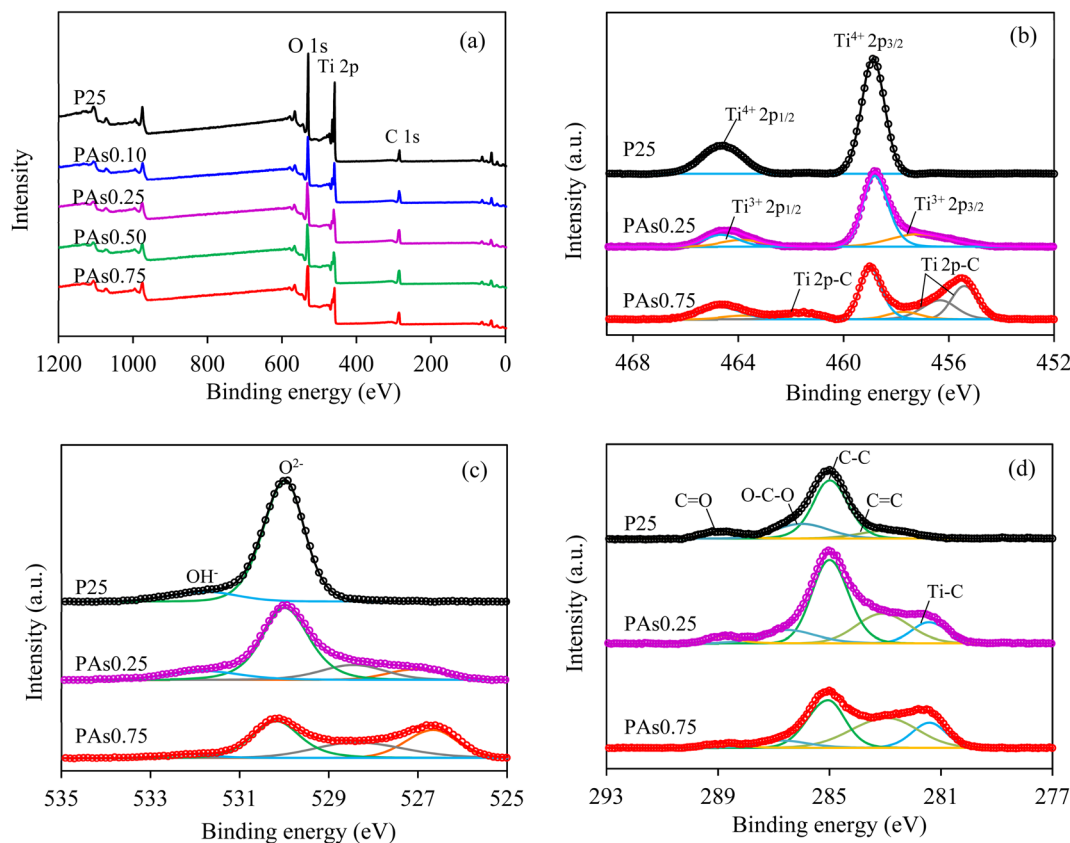 (a)
O 1s
Ti 2p
P25
C 1s
PAs0.10
PAs0.25
PAs0.50
PAs0.75
Intensity
1200 1000 800 600 400 200 0
Binding energy (eV)
(b)
Ti⁴⁺ 2p₃/₂
Ti⁴⁺ 2p₁/₂
P25
Ti³⁺ 2p₁/₂
Ti³⁺ 2p₃/₂
PAs0.25
Ti 2p-C
Ti 2p-C
PAs0.75
Intensity (a.u.)
468 464 460 456 452
Binding energy (eV)
(c)
O²⁻
P25
OH⁻
PAs0.25
PAs0.75
Intensity (a.u.)
535 533 531 529 527 525
Binding energy (eV)
(d)
C-C
C=O
O-C-O
C=C
P25
Ti-C
PAs0.25
PAs0.75
Intensity (a.u.)
293 289 285 281 277
Binding energy (eV)